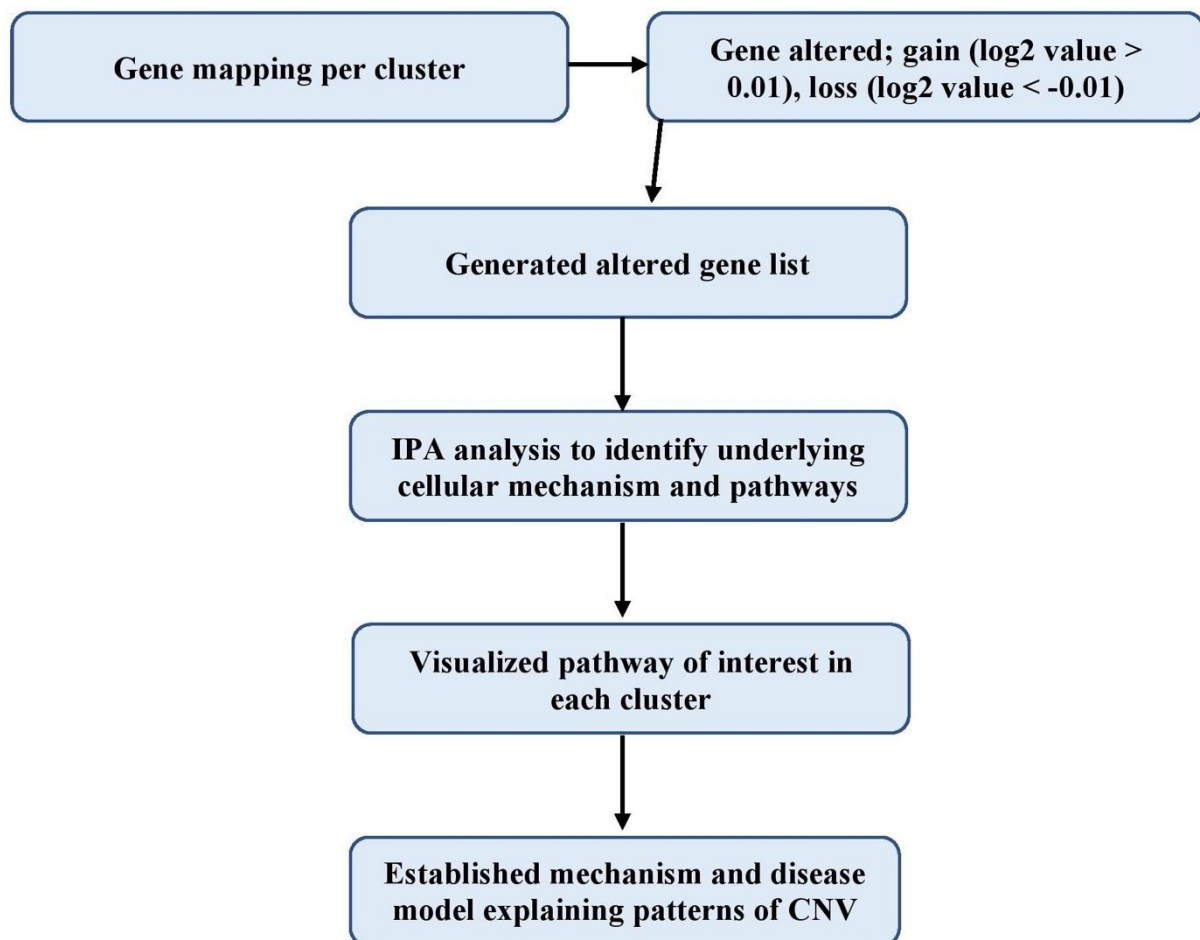 Gene mapping per cluster
Gene altered; gain (log2 value >
0.01), loss (log2 value < -0.01)
Generated altered gene list
IPA analysis to identify underlying
cellular mechanism and pathways
Visualized pathway of interest in
each cluster
Established mechanism and disease
model explaining patterns of CNV